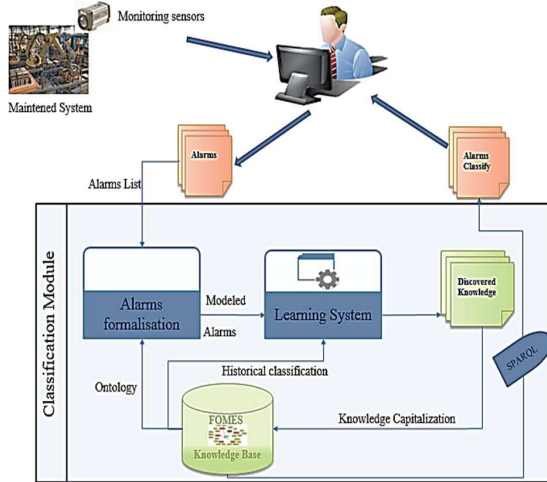 Monitoring sensors
Maintened System
Alarms
Alarms
Classify
Alarms List
Classification Module
Alarms
formalisation
Modeled
Alarms
Learning System
Discovered
Knowledge
SPARQL
Historical classification
Ontology
FOMES
Knowledge Base
Knowledge Capitalization